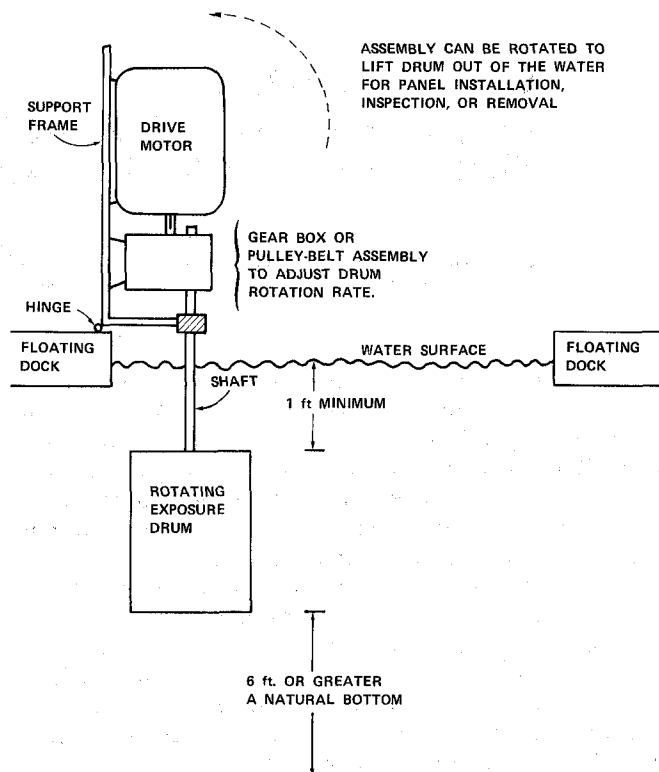 ASSEMBLY CAN BE ROTATED TO
LIFT DRUM OUT OF THE WATER
FOR PANEL INSTALLATION,
INSPECTION, OR REMOVAL
SUPPORT
FRAME
DRIVE
MOTOR
GEAR BOX OR
PULLEY-BELT ASSEMBLY
TO ADJUST DRUM
ROTATION RATE.
HINGE
FLOATING
DOCK
WATER SURFACE
FLOATING
DOCK
SHAFT
1 ft MINIMUM
ROTATING
EXPOSURE
DRUM
6 ft. OR GREATER
A NATURAL BOTTOM